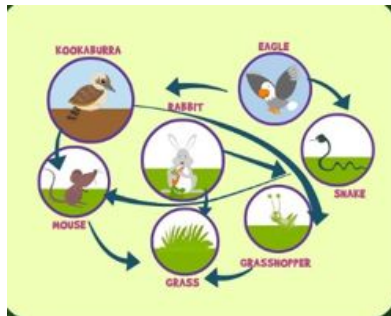 KOOKABURRA
EAGLE
RABBIT
SNAKE
MOUSE
GRASSHOPPER
GRASS